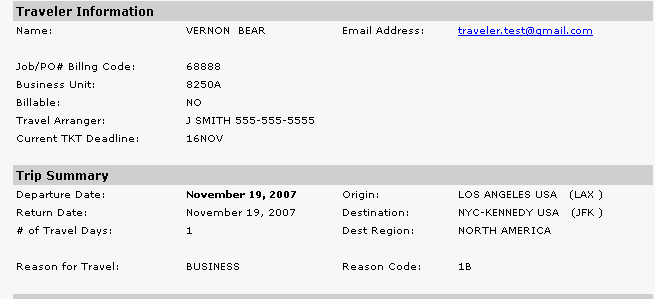 Traveler Information
Name: VERNON BEAR Email Address: traveler.test@gmail.com
Job/PO# Billng Code: 68888
Business Unit: 8250A
Billable: NO
Travel Arranger: J SMITH 555-555-5555
Current TKT Deadline: 16NOV
Trip Summary
Departure Date: November 19, 2007 Origin: LOS ANGELES USA (LAX )
Return Date: November 19, 2007 Destination: NYC-KENNEDY USA (JFK )
# of Travel Days: 1 Dest Region: NORTH AMERICA
Reason for Travel: BUSINESS Reason Code: 1B